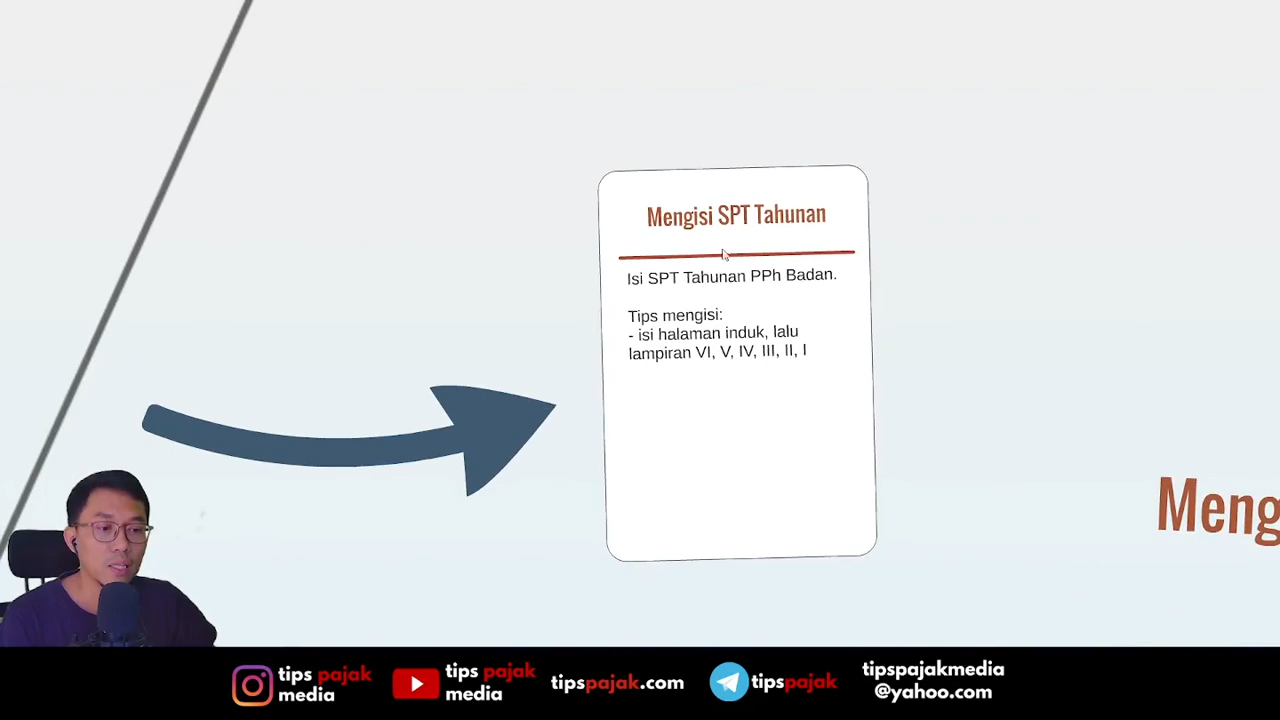 Mengisi SPT Tahunan
Isi SPT Tahunan PPh Badan.
Tips mengisi:
- isi halaman induk, lalu
lampiran VI, V, IV, III, II, I
Meng
tips pajak
media
tips pajak
media
tipspajak.com
tipspajak
tipspajakmedia
@yahoo.com